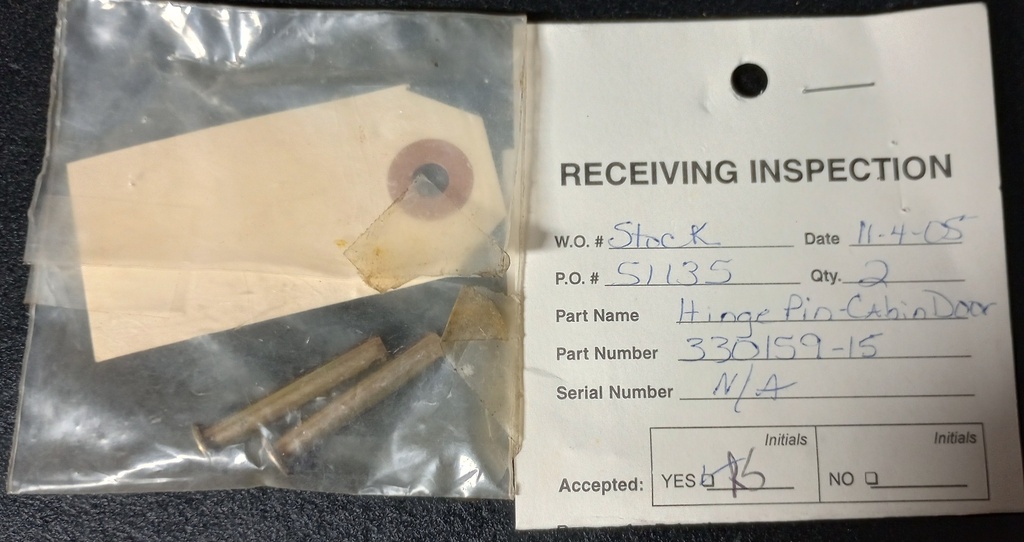 RECEIVING INSPECTION
W.O. # Stock Date 11-4-05
P.O. # 51135 Qty. 2
Part Name Hinge Pin-Cabin Door
Part Number 330159-15
Serial Number N/A
Initials Initials
Accepted: YES NO